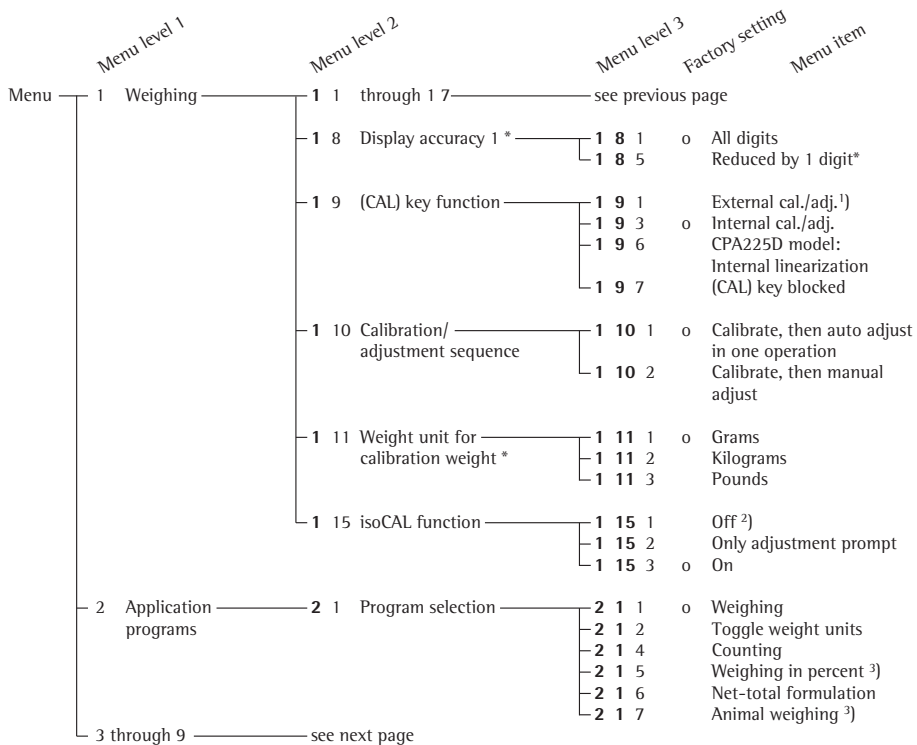 Menu level 1 Menu level 2 Menu level 3 Factory setting Menu item
Menu 1 Weighing 1 1 through 1 7 see previous page
1 8 Display accuracy 1 * 1 8 1 o All digits
1 8 5 Reduced by 1 digit*
1 9 (CAL) key function 1 9 1 External cal./adj.1)
1 9 3 o Internal cal./adj.
1 9 6 CPA225D model:
Internal linearization
1 9 7 (CAL) key blocked
1 10 Calibration/ 1 10 1 o Calibrate, then auto adjust
adjustment sequence in one operation
1 10 2 Calibrate, then manual
adjust
1 11 Weight unit for 1 11 1 o Grams
calibration weight * 1 11 2 Kilograms
1 11 3 Pounds
1 15 isoCAL function 1 15 1 Off 2)
1 15 2 Only adjustment prompt
1 15 3 o On
2 Application 2 1 Program selection 2 1 1 o Weighing
programs 2 1 2 Toggle weight units
2 1 4 Counting
2 1 5 Weighing in percent 3)
2 1 6 Net-total formulation
2 1 7 Animal weighing 3)
3 through 9 see next page